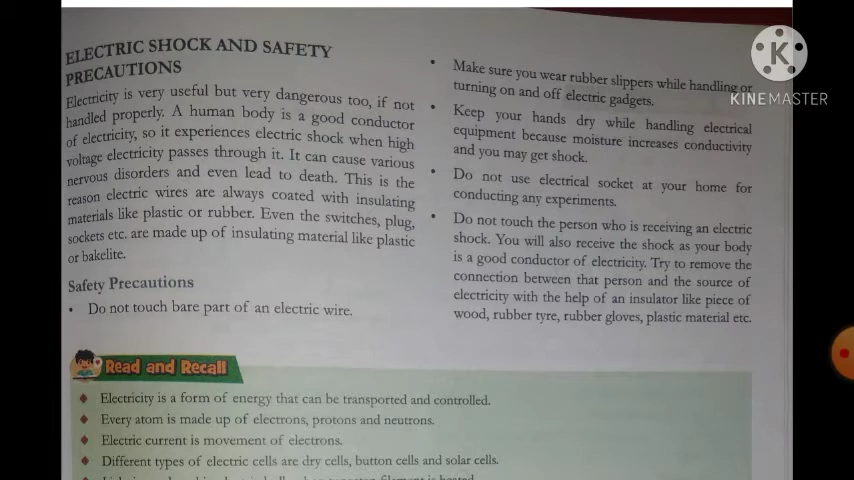 ELECTRIC SHOCK AND SAFETY
PRECAUTIONS
Electricity is very useful but very dangerous too, if not
handled properly. A human body is a good conductor
of electricity, so it experiences electric shock when high
voltage electricity passes through it. It can cause various
nervous disorders and even lead to death. This is the
reason electric wires are always coated with insulating
materials like plastic or rubber. Even the switches, plug,
sockets etc. are made up of insulating material like plastic
or bakelite.
Safety Precautions
• Do not touch bare part of an electric wire.
• Make sure you wear rubber slippers while handling or
turning on and off electric gadgets.
• Keep your hands dry while handling electrical
equipment because moisture increases conductivity
and you may get shock.
• Do not use electrical socket at your home for
conducting any experiments.
• Do not touch the person who is receiving an electric
shock. You will also receive the shock as your body
is a good conductor of electricity. Try to remove the
connection between that person and the source of
electricity with the help of an insulator like piece of
wood, rubber tyre, rubber gloves, plastic material etc.
Read and Recall
Electricity is a form of energy that can be transported and controlled.
Every atom is made up of electrons, protons and neutrons.
Electric current is movement of electrons.
Different types of electric cells are dry cells, button cells and solar cells.
K
KINEMASTER